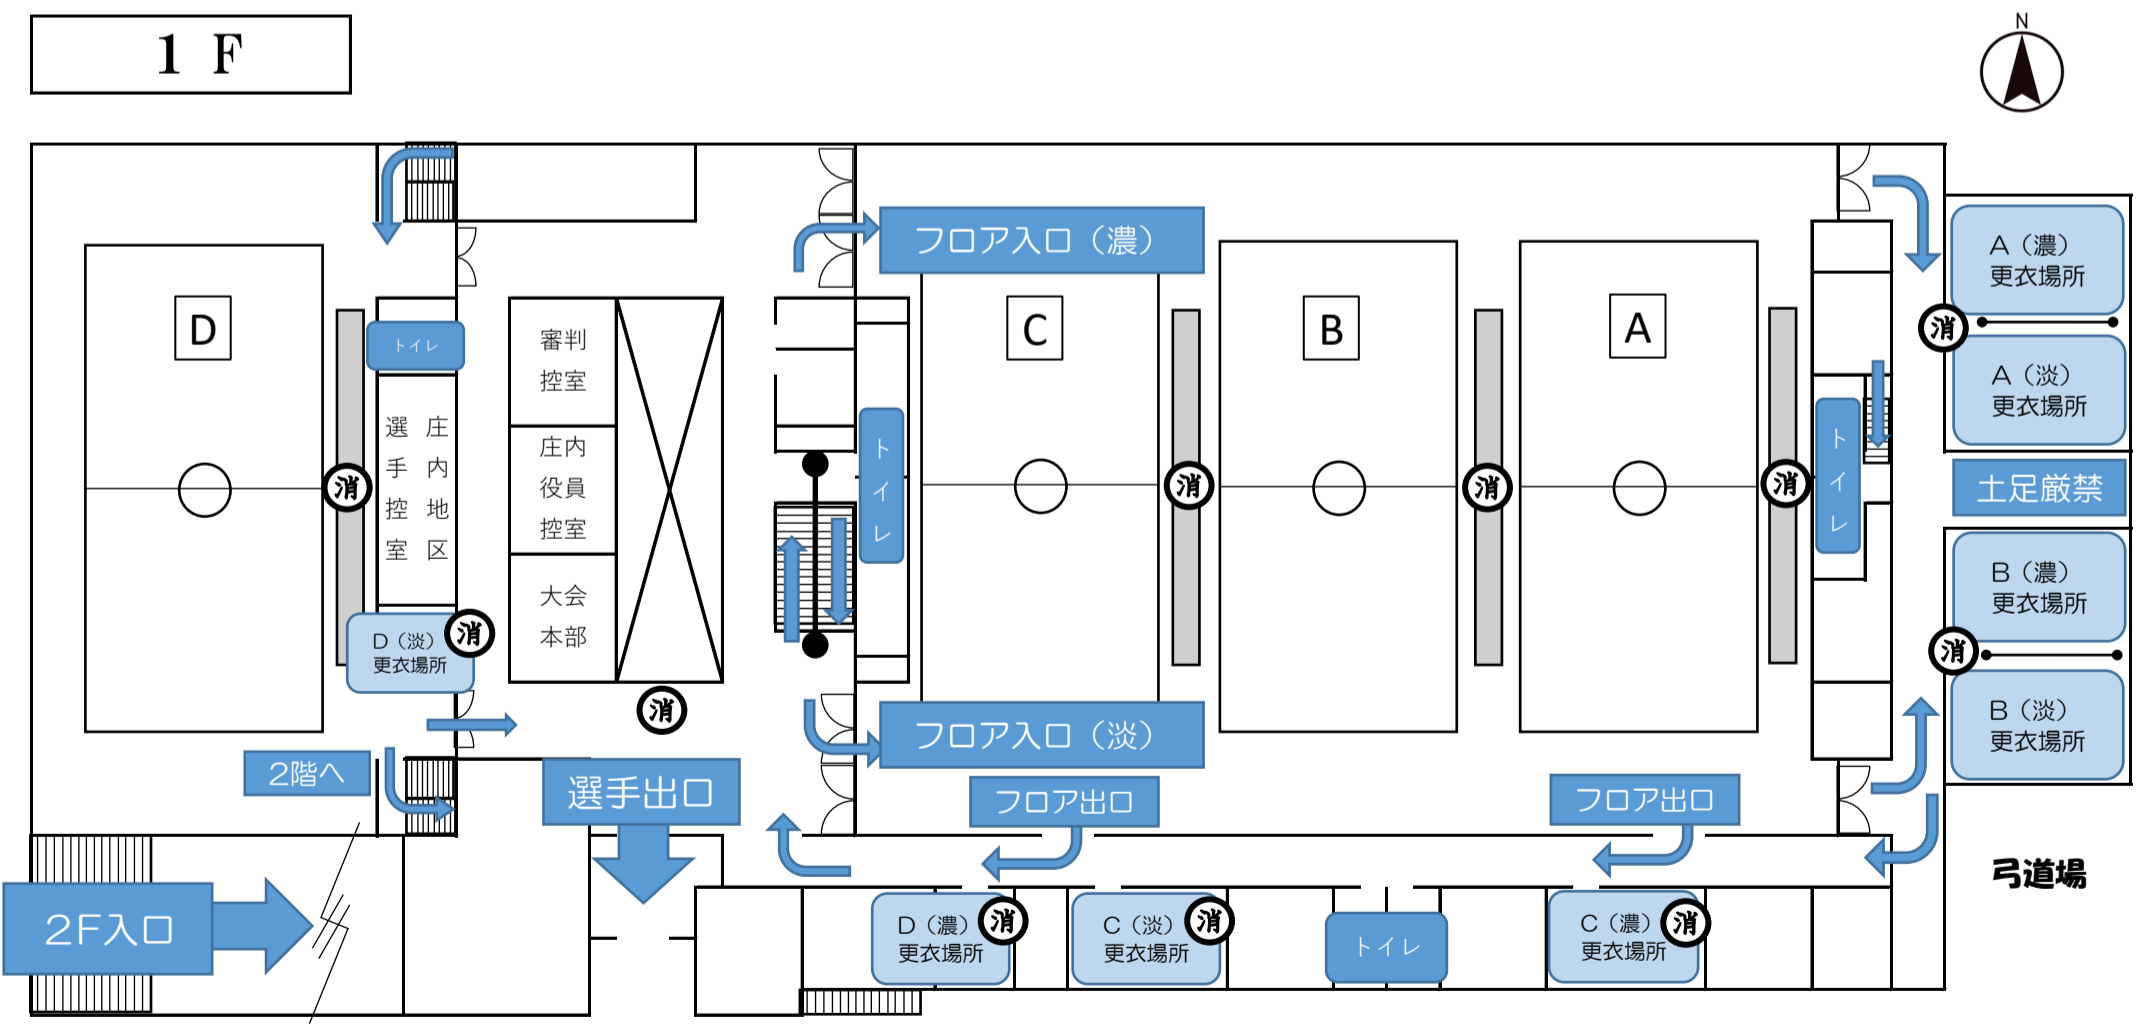 1 F
N
フロア入口（濃）
A（濃）
更衣場所
D
トイレ
審判
控室
C
B
A
消
A（淡）
更衣場所
庄内地区
選手控室
庄内
役員
控室
トイレ
トイレ
消
消
消
消
土足厳禁
大会
本部
B（濃）
更衣場所
D（淡）
更衣場所
消
消
消
B（淡）
更衣場所
フロア入口（淡）
2階へ
選手出口
フロア出口
フロア出口
弓道場
2F入口
D（濃）
更衣場所
消
C（淡）
更衣場所
消
トイレ
C（濃）
更衣場所
消